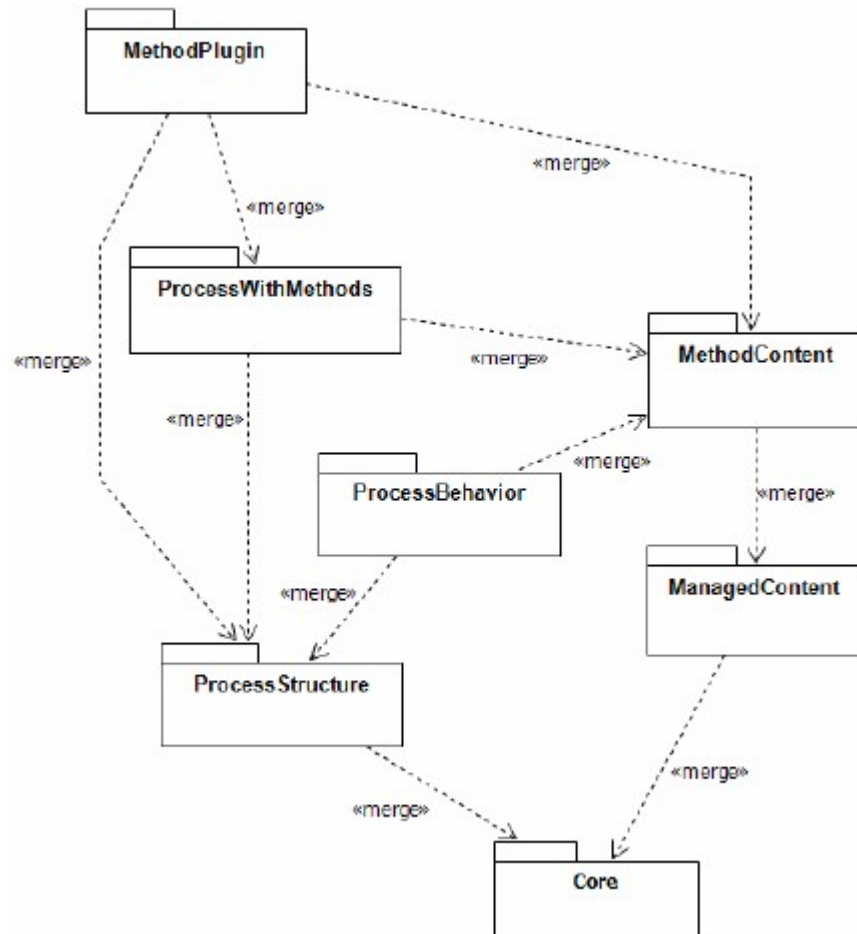 MethodPlugin
«merge»
«merge»
ProcessWithMethods
«merge»
«merge»
MethodContent
«merge»
«merge»
ProcessBehavior
«merge»
ManagedContent
«merge»
ProcessStructure
«merge»
«merge»
Core